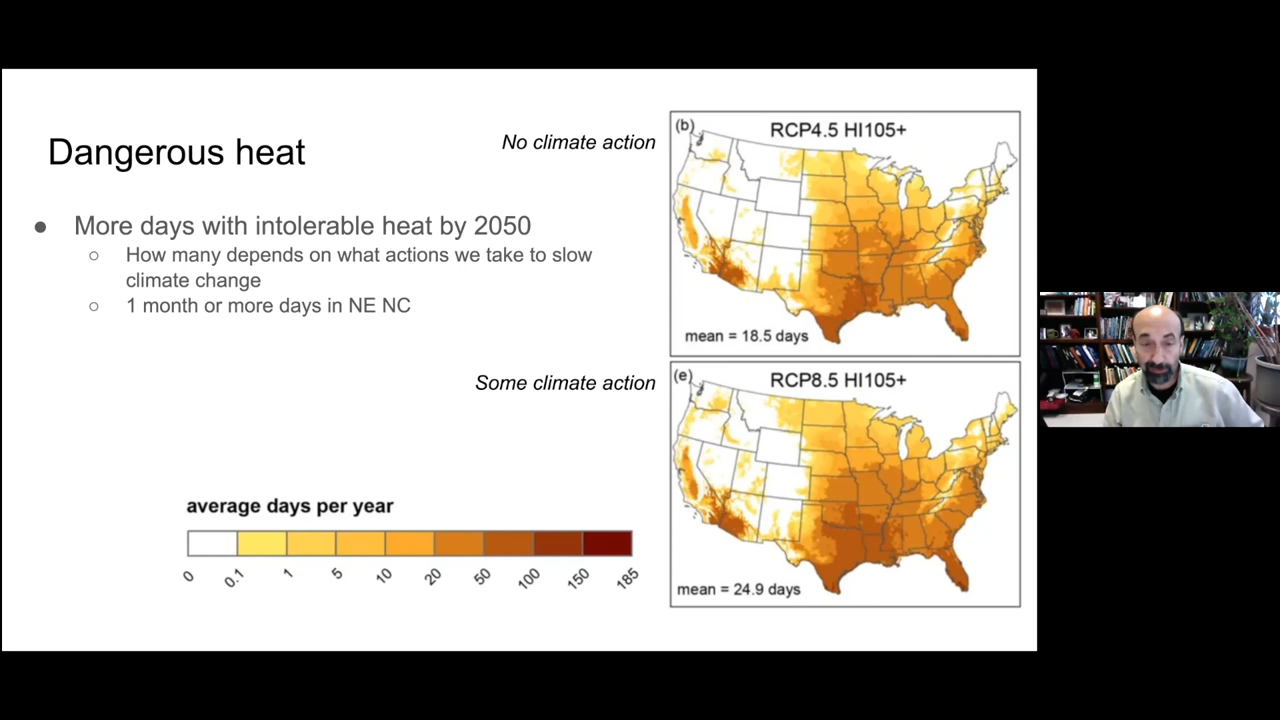 Dangerous heat
● More days with intolerable heat by 2050
○ How many depends on what actions we take to slow
climate change
○ 1 month or more days in NE NC
No climate action
(b) RCP4.5 HI105+
mean = 18.5 days
Some climate action
(e) RCP8.5 HI105+
mean = 24.9 days
average days per year
0 0.1 1 5 10 20 50 100 150 185